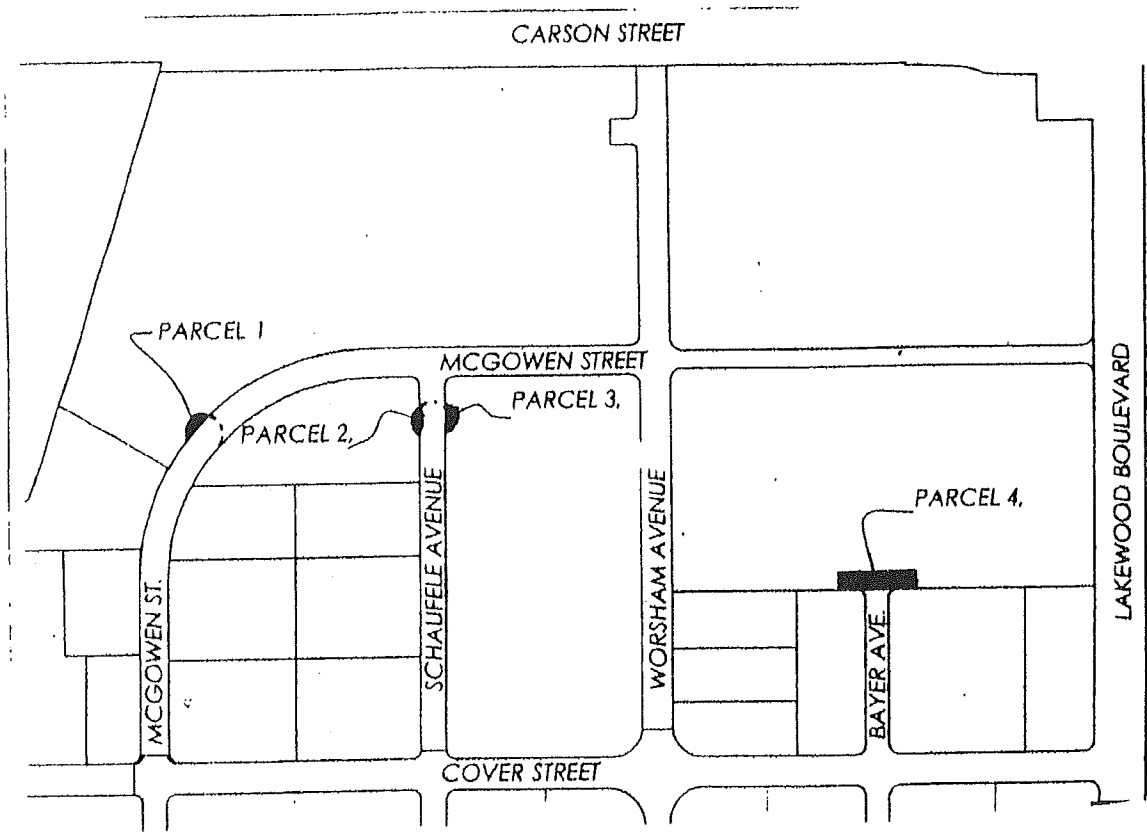 CARSON STREET
PARCEL 1
MCGOWEN STREET
PARCEL 2,
PARCEL 3,
PARCEL 4,
MCGOWEN ST.
SCHAUFELE AVENUE
WORSHAM AVENUE
BAYER AVE.
LAKEWOOD BOULEVARD
COVER STREET